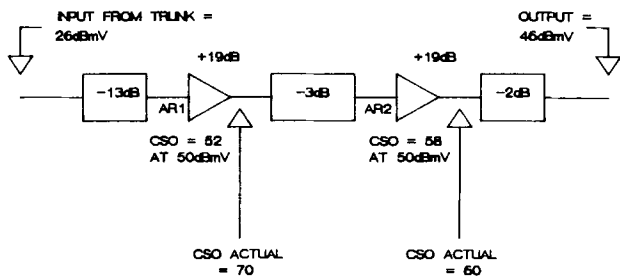 INPUT FROM TRUNK =
26dBmV
OUTPUT =
46dBmV
+19dB
+19dB
-13dB
AR1
-3dB
AR2
-2dB
CSO = 52
AT 50dBmV
CSO = 58
AT 50dBmV
CSO ACTUAL
= 70
CSO ACTUAL
= 60